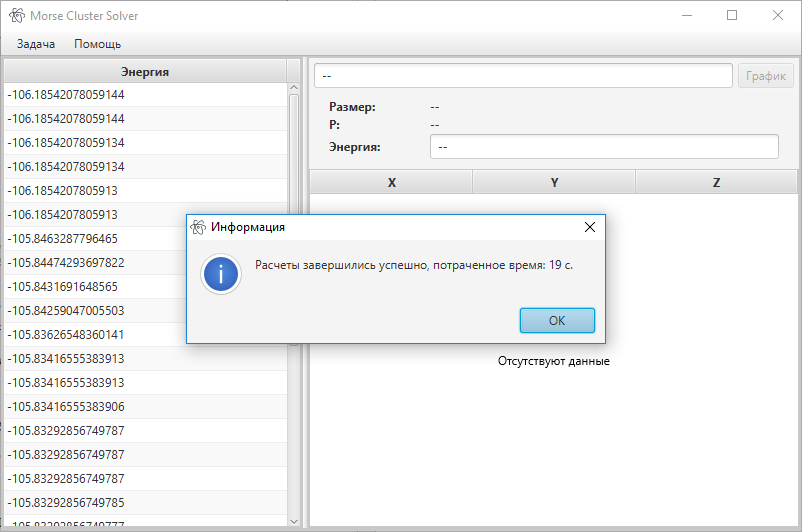 Morse Cluster Solver
Задача Помощь
Энергия
-106.18542078059144
-106.18542078059144
-106.18542078059134
-106.18542078059134
-106.1854207805913
-106.1854207805913
-105.8463287796465
-105.84474293697822
-105.8431691648565
-105.84259047005503
-105.83626548360141
-105.83416555383913
-105.83416555383913
-105.83416555383906
-105.83292856749787
-105.83292856749787
-105.83292856749787
-105.83292856749785
-105.83292856749777
--
График
Размер: --
P: --
Энергия: --
X Y Z
Отсутствуют данные
Информация
Расчеты завершились успешно, потраченное время: 19 с.
OK